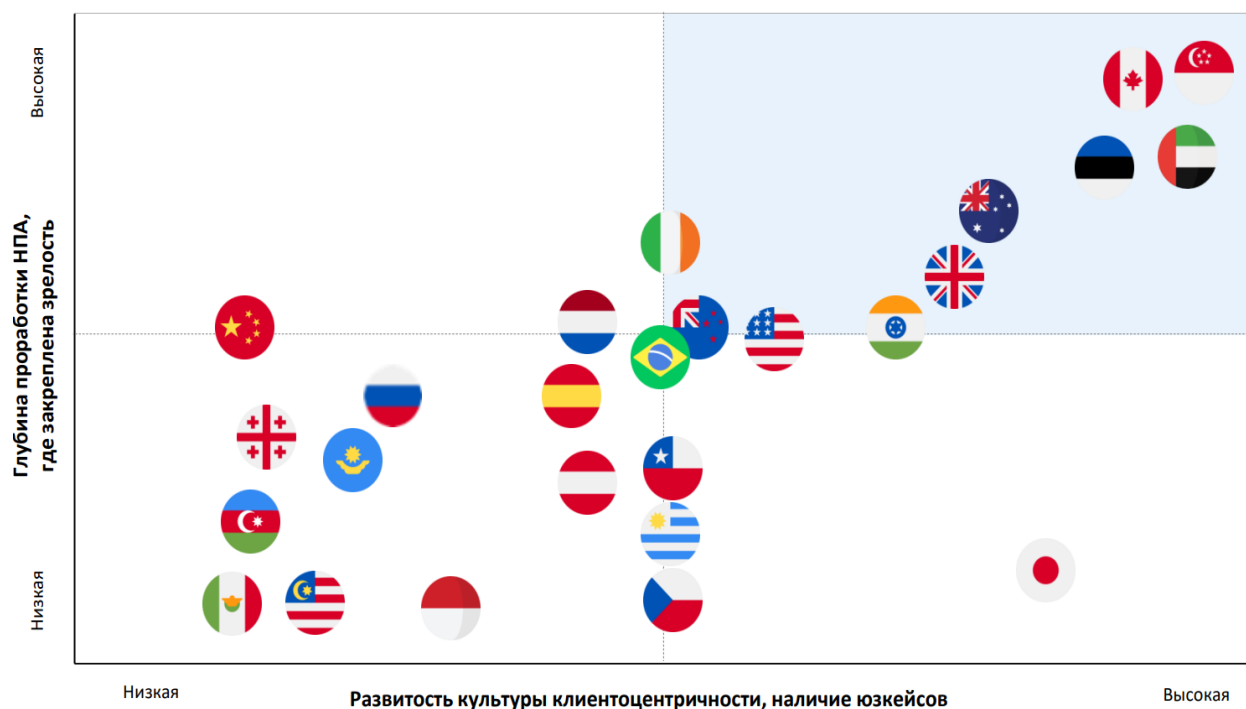 Высокая
Глубина проработки НПА,
где закреплена зрелость
Низкая
Низкая
Развитость культуры клиентоцентричности, наличие юзкейсов
Высокая